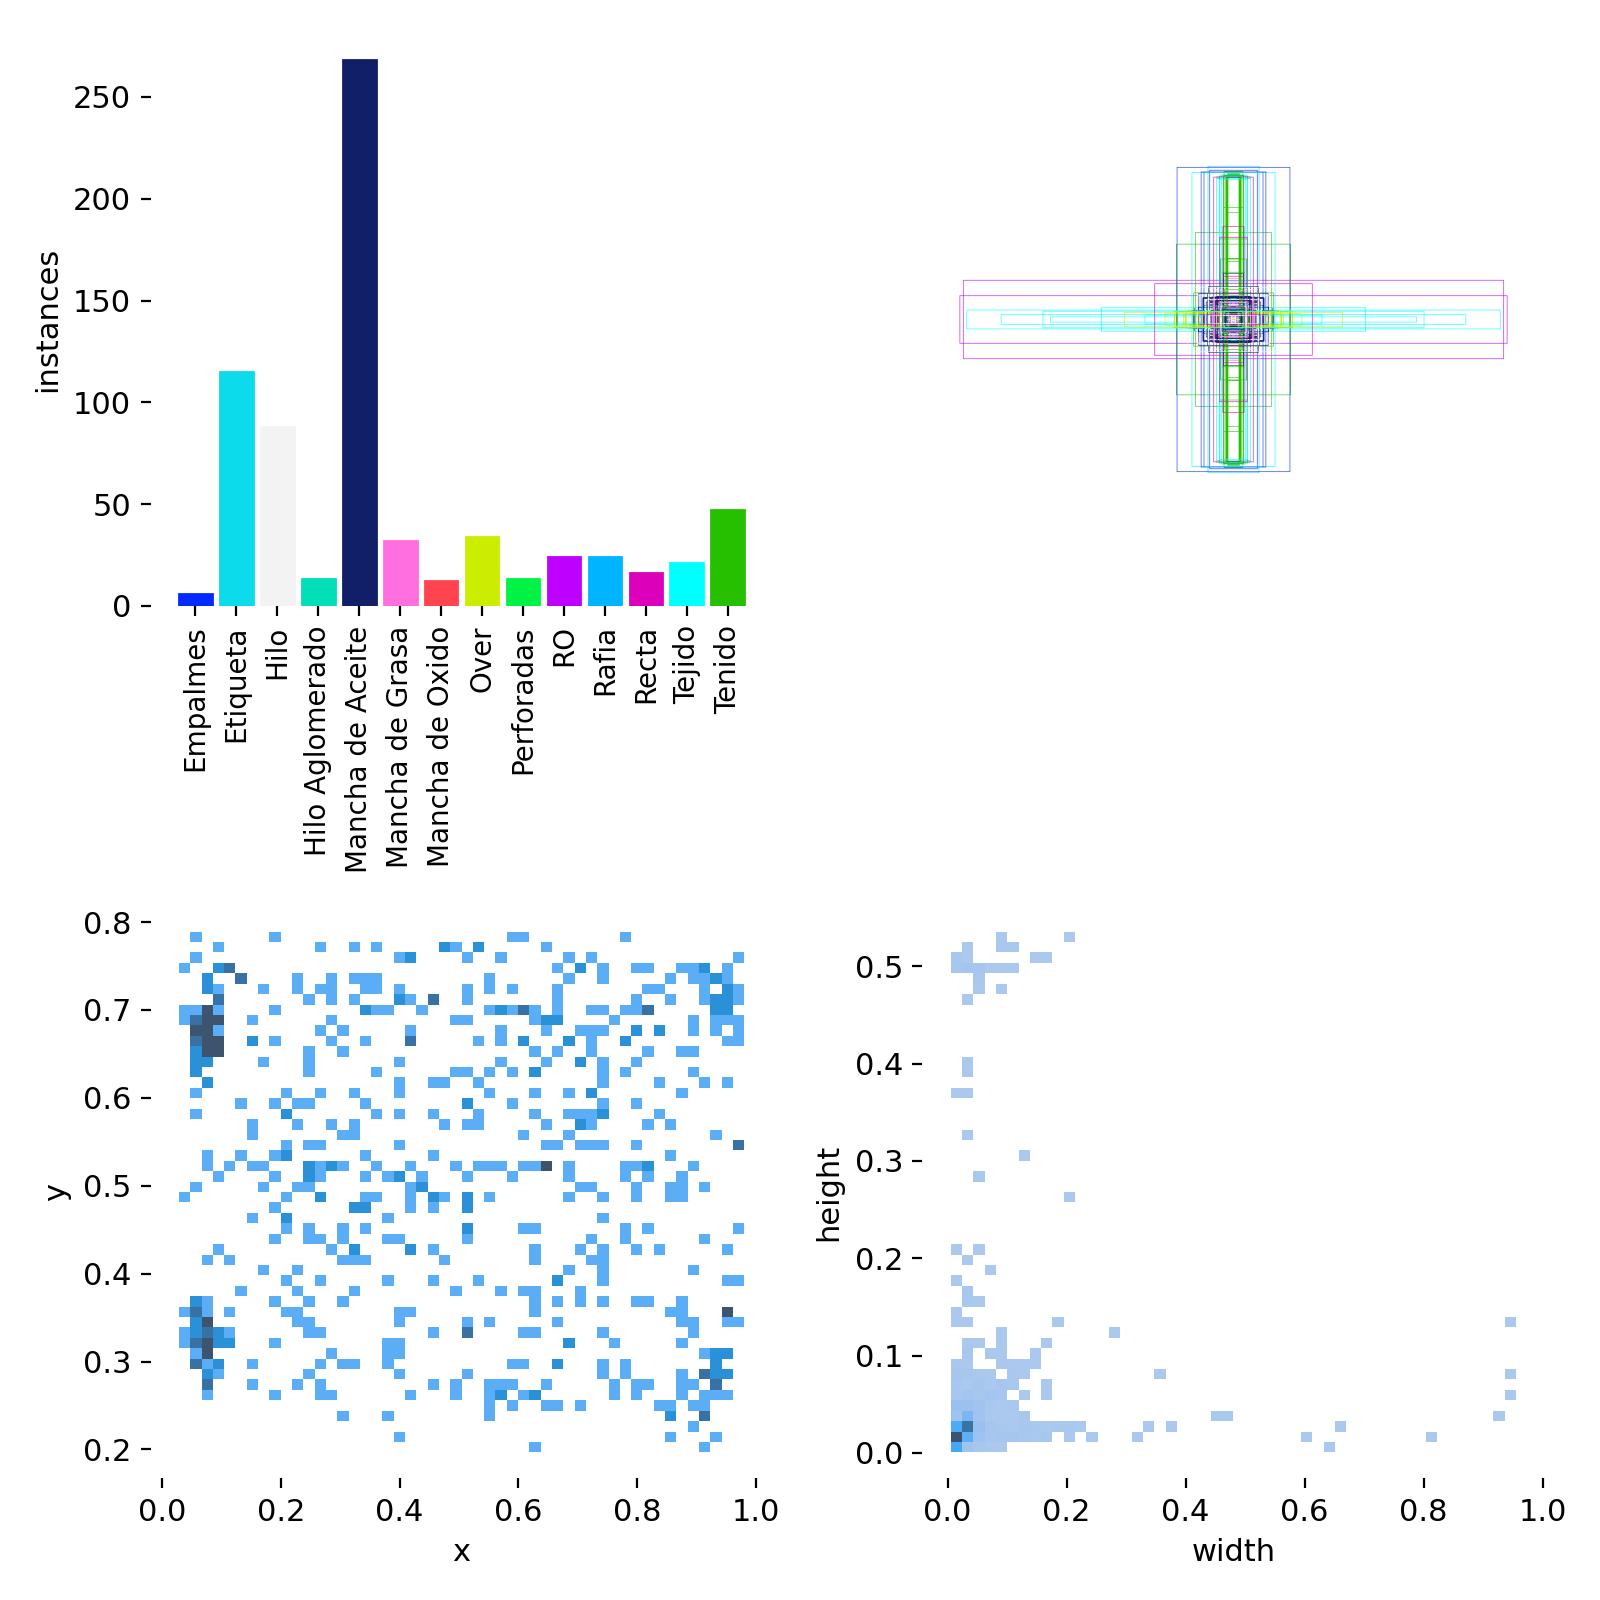 250
200
150
100
50
0
instances
Empalmes
Etiqueta
Hilo
Hilo Aglomerado
Mancha de Aceite
Mancha de Grasa
Mancha de Oxido
Over
Perforadas
RO
Rafia
Recta
Tejido
Tenido
0.8
0.7
0.6
0.5
0.4
0.3
0.2
y
0.0 0.2 0.4 0.6 0.8 1.0
x
0.5
0.4
0.3
0.2
0.1
0.0
height
0.0 0.2 0.4 0.6 0.8 1.0
width